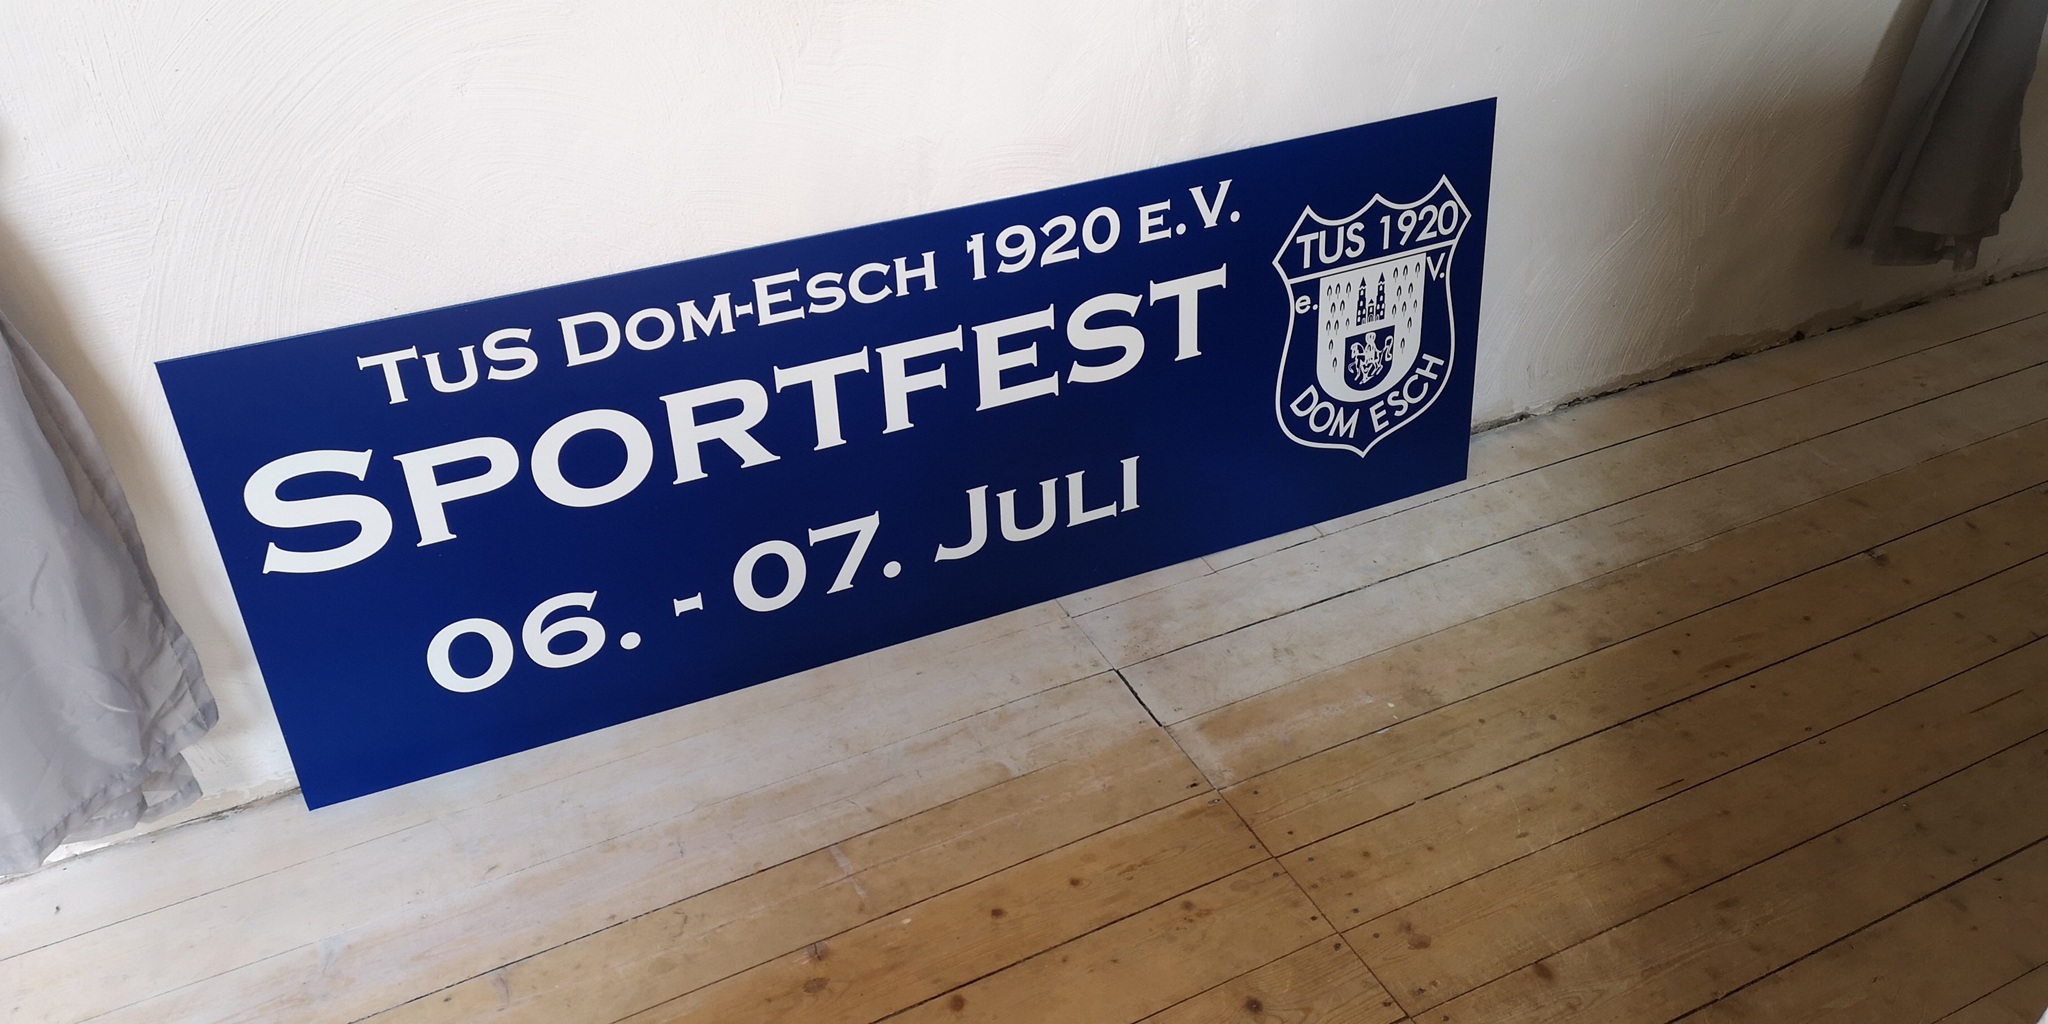 TuS Dom-Esch 1920 e.V.
Sportfest
06. - 07. Juli
TUS 1920
e. V.
DOM ESCH